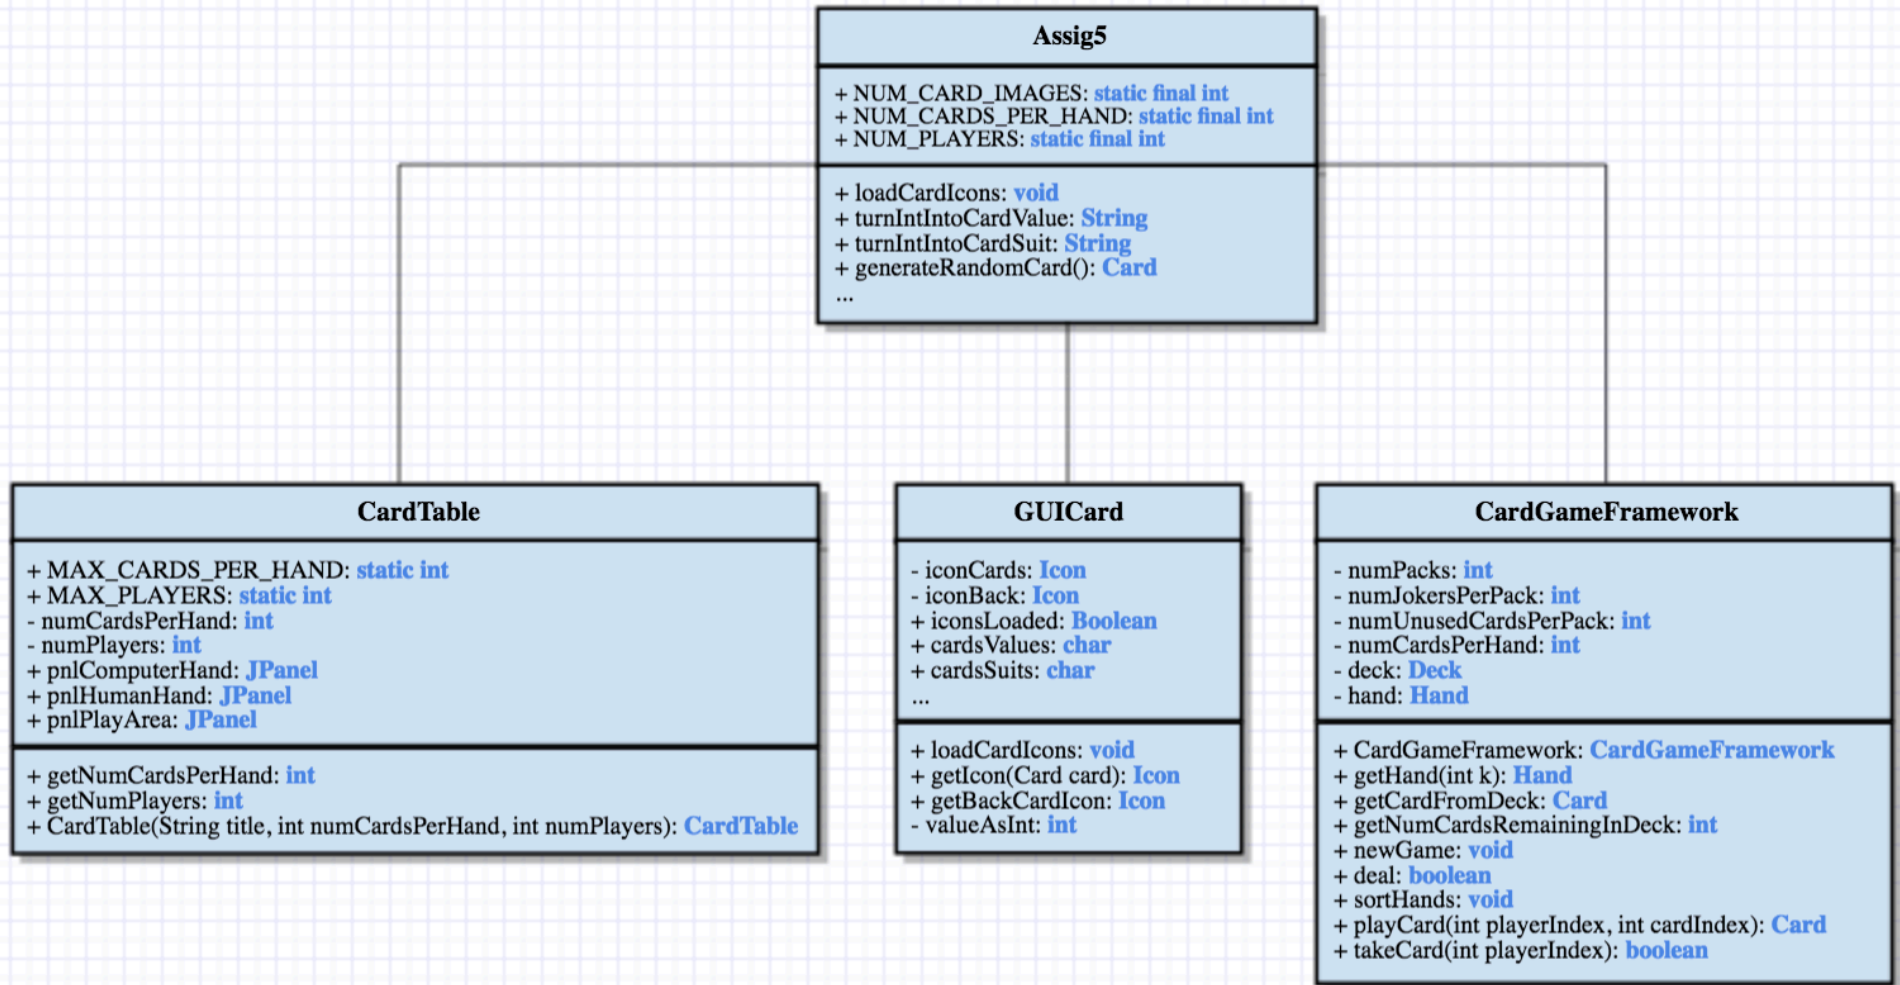 Assig5
+ NUM_CARD_IMAGES: static final int
+ NUM_CARDS_PER_HAND: static final int
+ NUM_PLAYERS: static final int
+ loadCardIcons: void
+ turnIntIntoCardValue: String
+ turnIntIntoCardSuit: String
+ generateRandomCard(): Card
...
CardTable
+ MAX_CARDS_PER_HAND: static int
+ MAX_PLAYERS: static int
- numCardsPerHand: int
- numPlayers: int
+ pnlComputerHand: JPanel
+ pnlHumanHand: JPanel
+ pnlPlayArea: JPanel
+ getNumCardsPerHand: int
+ getNumPlayers: int
+ CardTable(String title, int numCardsPerHand, int numPlayers): CardTable
GUICard
- iconCards: Icon
- iconBack: Icon
+ iconsLoaded: Boolean
+ cardsValues: char
+ cardsSuits: char
...
+ loadCardIcons: void
+ getIcon(Card card): Icon
+ getBackCardIcon: Icon
- valueAsInt: int
CardGameFramework
- numPacks: int
- numJokersPerPack: int
- numUnusedCardsPerPack: int
- numCardsPerHand: int
- deck: Deck
- hand: Hand
+ CardGameFramework: CardGameFramework
+ getHand(int k): Hand
+ getCardFromDeck: Card
+ getNumCardsRemainingInDeck: int
+ newGame: void
+ deal: boolean
+ sortHands: void
+ playCard(int playerIndex, int cardIndex): Card
+ takeCard(int playerIndex): boolean